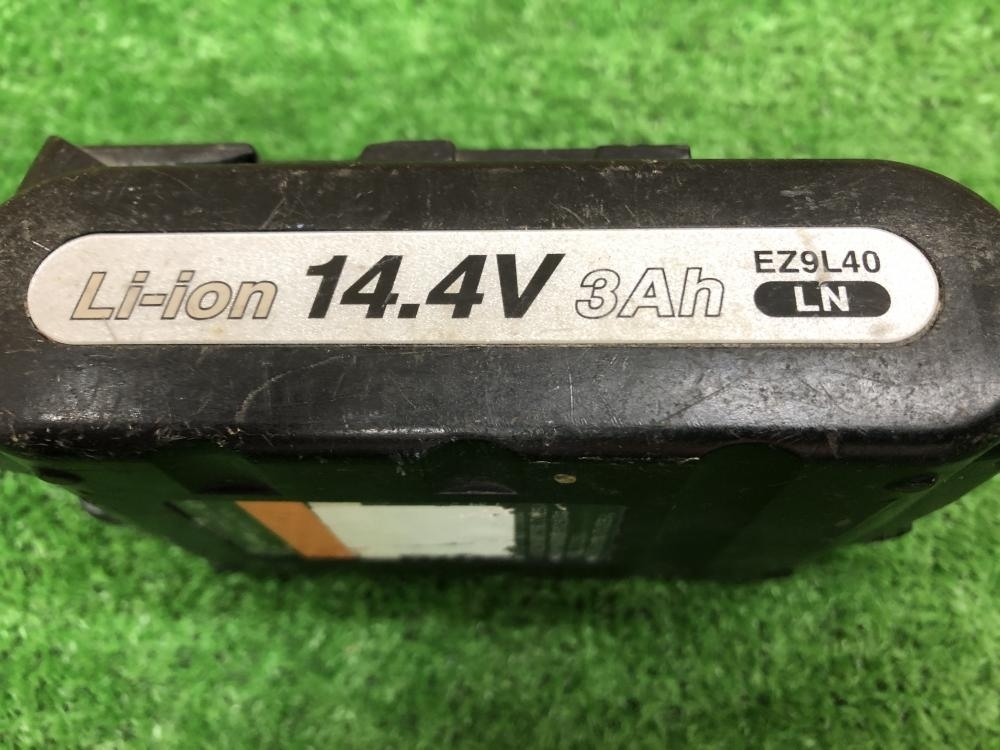 Li-ion 14.4V 3Ah EZ9L40
LN